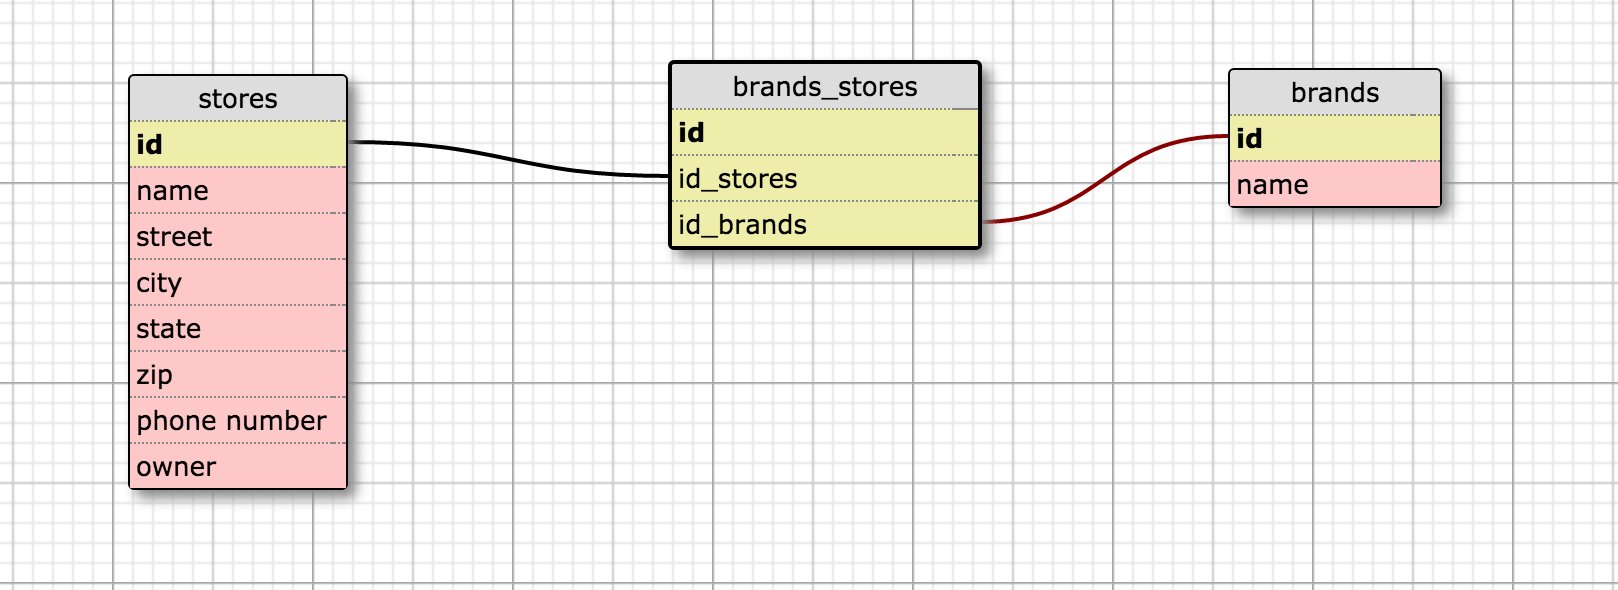 stores
id
name
street
city
state
zip
phone number
owner
brands_stores
id
id_stores
id_brands
brands
id
name